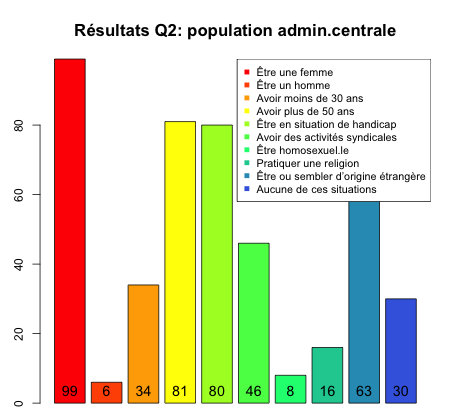 Résultats Q2: population admin.centrale
Être une femme
Être un homme
Avoir moins de 30 ans
Avoir plus de 50 ans
Être en situation de handicap
Avoir des activités syndicales
Être homosexuel.le
Pratiquer une religion
Être ou sembler d'origine étrangère
Aucune de ces situations
80
60
40
20
0
99 6 34 81 80 46 8 16 63 30